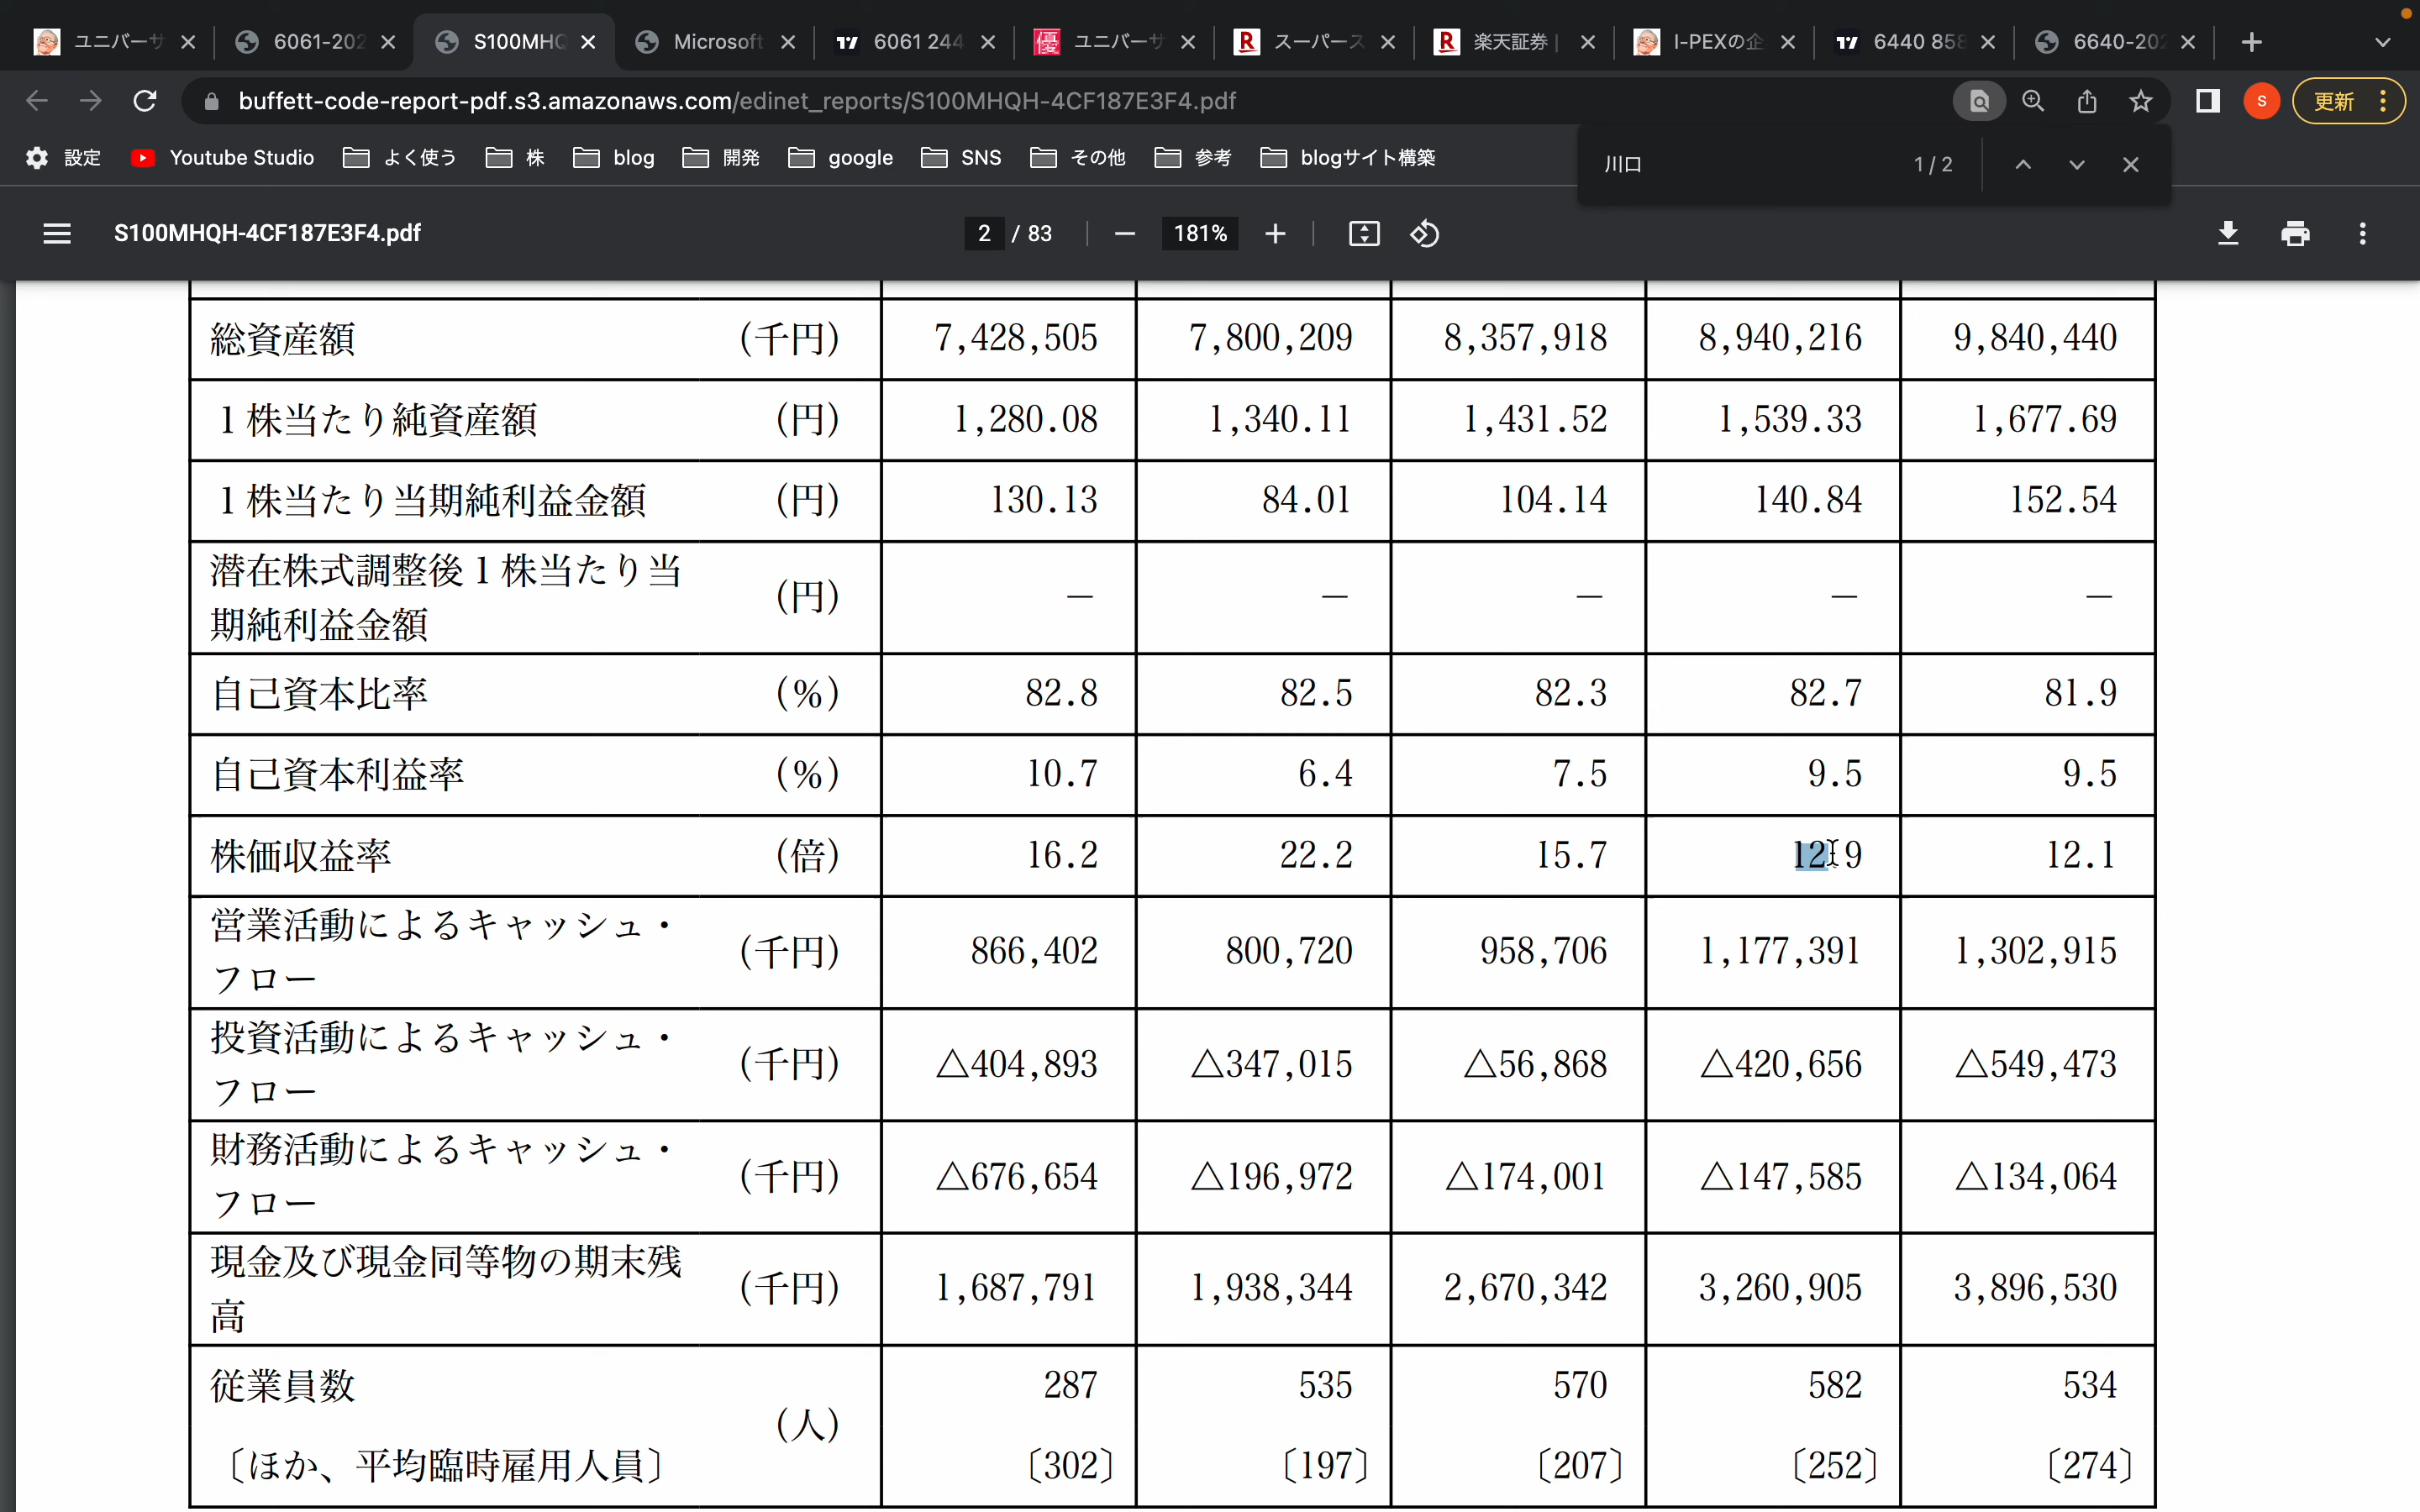 ユニバーサ
6061-202
S100MHQ
Microsoft
6061 244
優 ユニバーサ
R スーパース
R 楽天証券 |
I-PEXの企
6440 858
6640-202
buffett-code-report-pdf.s3.amazonaws.com/edinet_reports/S100MHQH-4CF187E3F4.pdf
S
更新
設定
Youtube Studio
よく使う
株
blog
開発
google
SNS
その他
参考
blogサイト構築
川口
1/2
S100MHQH-4CF187E3F4.pdf
2 / 83
181%
総資産額 (千円) 7,428,505 7,800,209 8,357,918 8,940,216 9,840,440
1株当たり純資産額 (円) 1,280.08 1,340.11 1,431.52 1,539.33 1,677.69
1株当たり当期純利益金額 (円) 130.13 84.01 104.14 140.84 152.54
潜在株式調整後1株当たり当
期純利益金額
(円) － － － － －
自己資本比率 (％) 82.8 82.5 82.3 82.7 81.9
自己資本利益率 (％) 10.7 6.4 7.5 9.5 9.5
株価収益率 (倍) 16.2 22.2 15.7 12.9 12.1
営業活動によるキャッシュ・
フロー
(千円) 866,402 800,720 958,706 1,177,391 1,302,915
投資活動によるキャッシュ・
フロー
(千円) △404,893 △347,015 △56,868 △420,656 △549,473
財務活動によるキャッシュ・
フロー
(千円) △676,654 △196,972 △174,001 △147,585 △134,064
現金及び現金同等物の期末残
高
(千円) 1,687,791 1,938,344 2,670,342 3,260,905 3,896,530
従業員数 287 535 570 582 534
(人)
〔ほか、平均臨時雇用人員〕 〔302〕 〔197〕 〔207〕 〔252〕 〔274〕